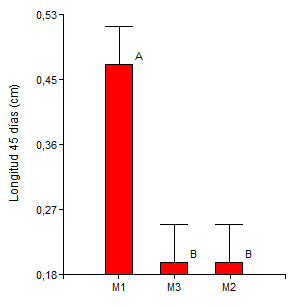 0,53
0,45
0,36
0,27
0,18
Longitud 45 días (cm)
A
B
B
M1 M3 M2